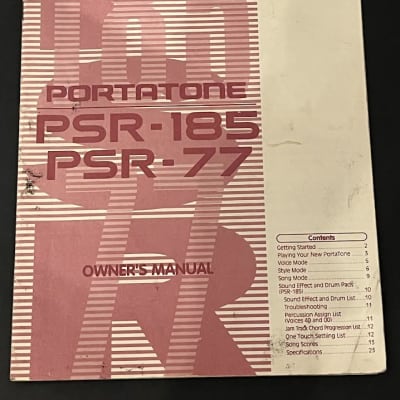 PORTATONE
PSR-185
PSR-77
OWNER'S MANUAL
Contents
Getting Started 2
Playing Your New PortaTone 3
Voice Mode 5
Style Mode 6
Song Mode 9
Sound Effect and Drum Pads
(PSR-185) 10
Sound Effect and Drum List 10
Troubleshooting 11
Percussion Assign List
(Voices 49 and 00) 11
Jam Track Chord Progression List 12
One Touch Setting List 12
Song Scores 13
Specifications 23